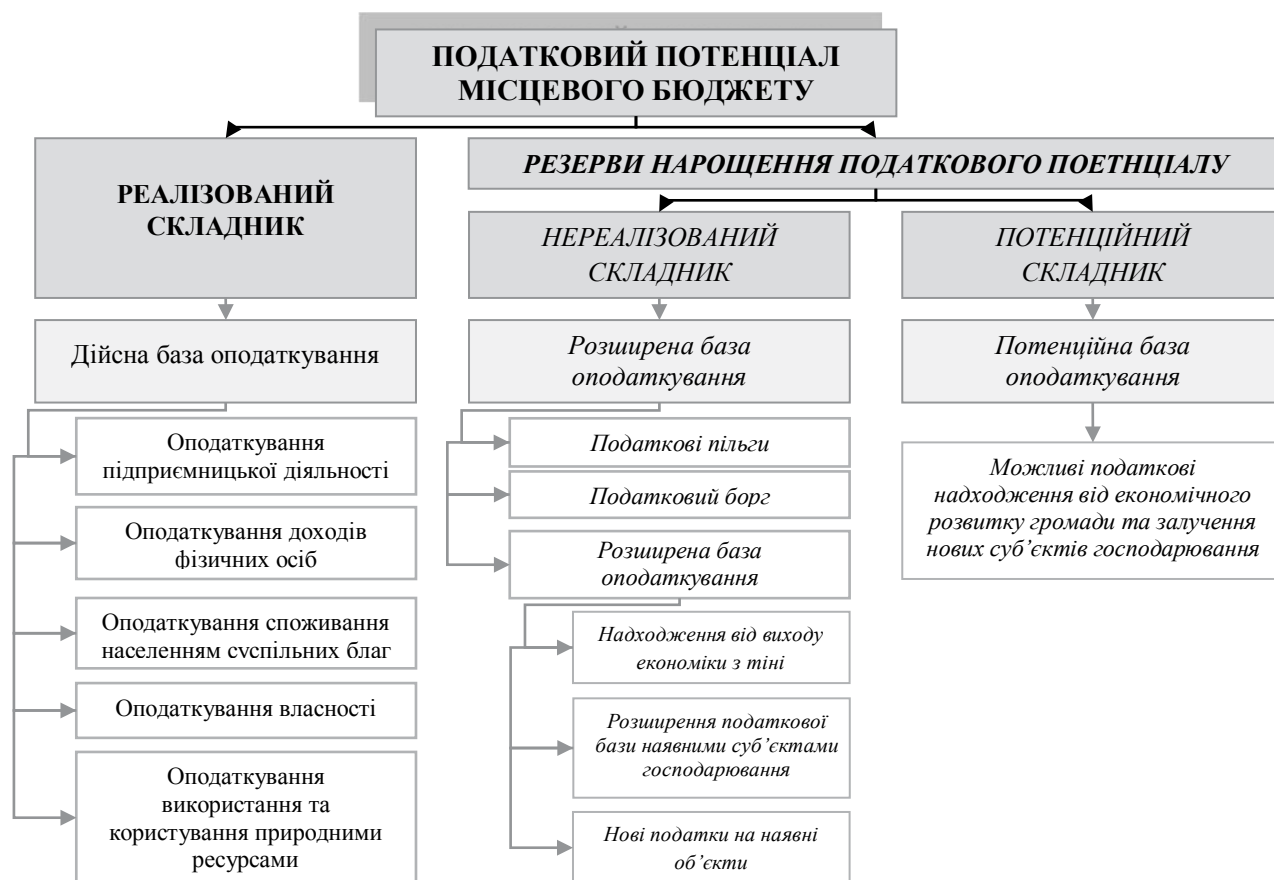 ПОДАТКОВИЙ ПОТЕНЦІАЛ
МІСЦЕВОГО БЮДЖЕТУ
РЕАЛІЗОВАНИЙ
СКЛАДНИК
РЕЗЕРВИ НАРОЩЕННЯ ПОДАТКОВОГО ПОЕТНЦІАЛУ
НЕРЕАЛІЗОВАНИЙ
СКЛАДНИК
ПОТЕНЦІЙНИЙ
СКЛАДНИК
Дійсна база оподаткування
Розширена база
оподаткування
Потенційна база
оподаткування
Оподаткування
підприємницької діяльності
Оподаткування доходів
фізичних осіб
Оподаткування споживання
населенням суспільних благ
Оподаткування власності
Оподаткування
використання та
користування природними
ресурсами
Податкові пільги
Податковий борг
Розширена база
оподаткування
Надходження від виходу
економіки з тіні
Розширення податкової
бази наявними суб’єктами
господарювання
Нові податки на наявні
об’єкти
Можливі податкові
надходження від економічного
розвитку громади та залучення
нових суб’єктів господарювання